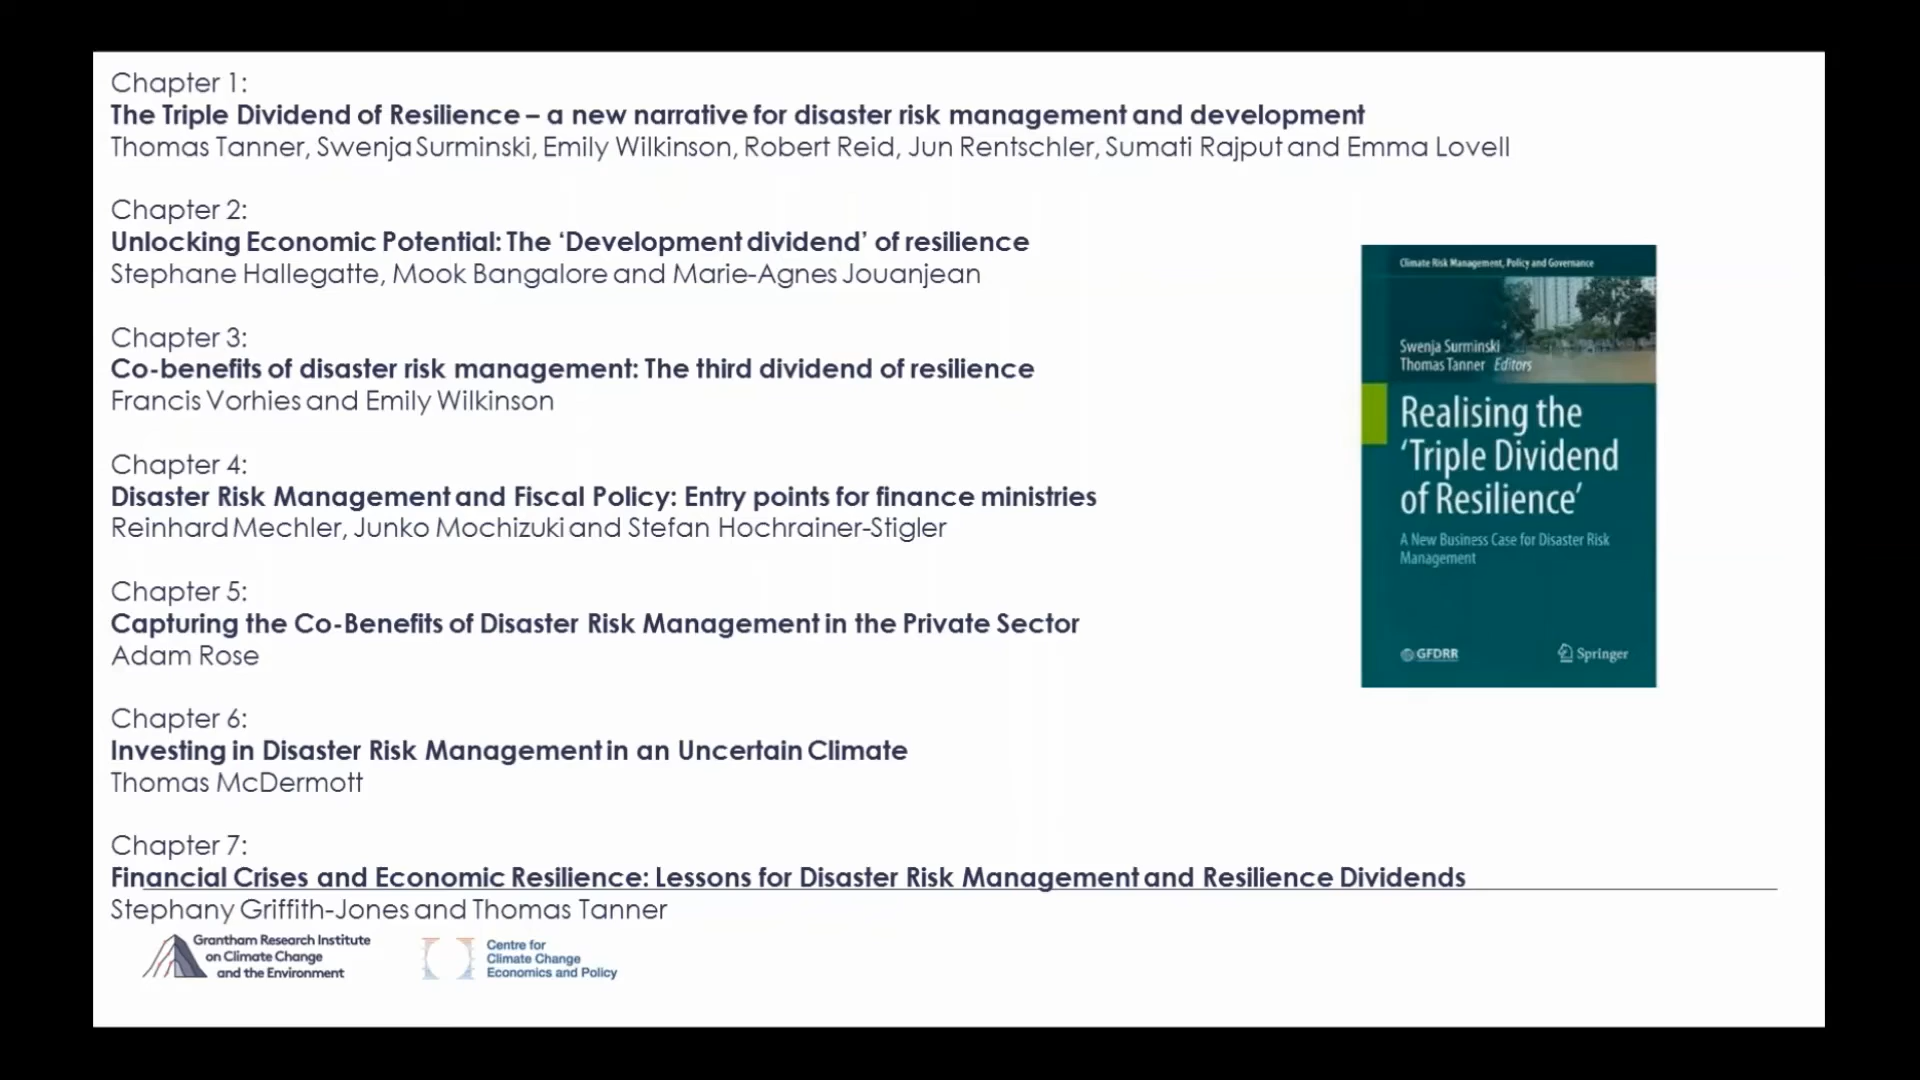 Chapter 1:
The Triple Dividend of Resilience – a new narrative for disaster risk management and development
Thomas Tanner, Swenja Surminski, Emily Wilkinson, Robert Reid, Jun Rentschler, Sumati Rajput and Emma Lovell
Chapter 2:
Unlocking Economic Potential: The ‘Development dividend’ of resilience
Stephane Hallegatte, Mook Bangalore and Marie-Agnes Jouanjean
Chapter 3:
Co-benefits of disaster risk management: The third dividend of resilience
Francis Vorhies and Emily Wilkinson
Chapter 4:
Disaster Risk Management and Fiscal Policy: Entry points for finance ministries
Reinhard Mechler, Junko Mochizuki and Stefan Hochrainer-Stigler
Chapter 5:
Capturing the Co-Benefits of Disaster Risk Management in the Private Sector
Adam Rose
Chapter 6:
Investing in Disaster Risk Management in an Uncertain Climate
Thomas McDermott
Chapter 7:
Financial Crises and Economic Resilience: Lessons for Disaster Risk Management and Resilience Dividends
Stephany Griffith-Jones and Thomas Tanner
Grantham Research Institute
on Climate Change
and the Environment
Centre for
Climate Change
Economics and Policy
Climate Risk Management, Policy and Governance
Swenja Surminski
Thomas Tanner Editors
Realising the
‘Triple Dividend
of Resilience’
A New Business Case for Disaster Risk
Management
GFDRR
Springer